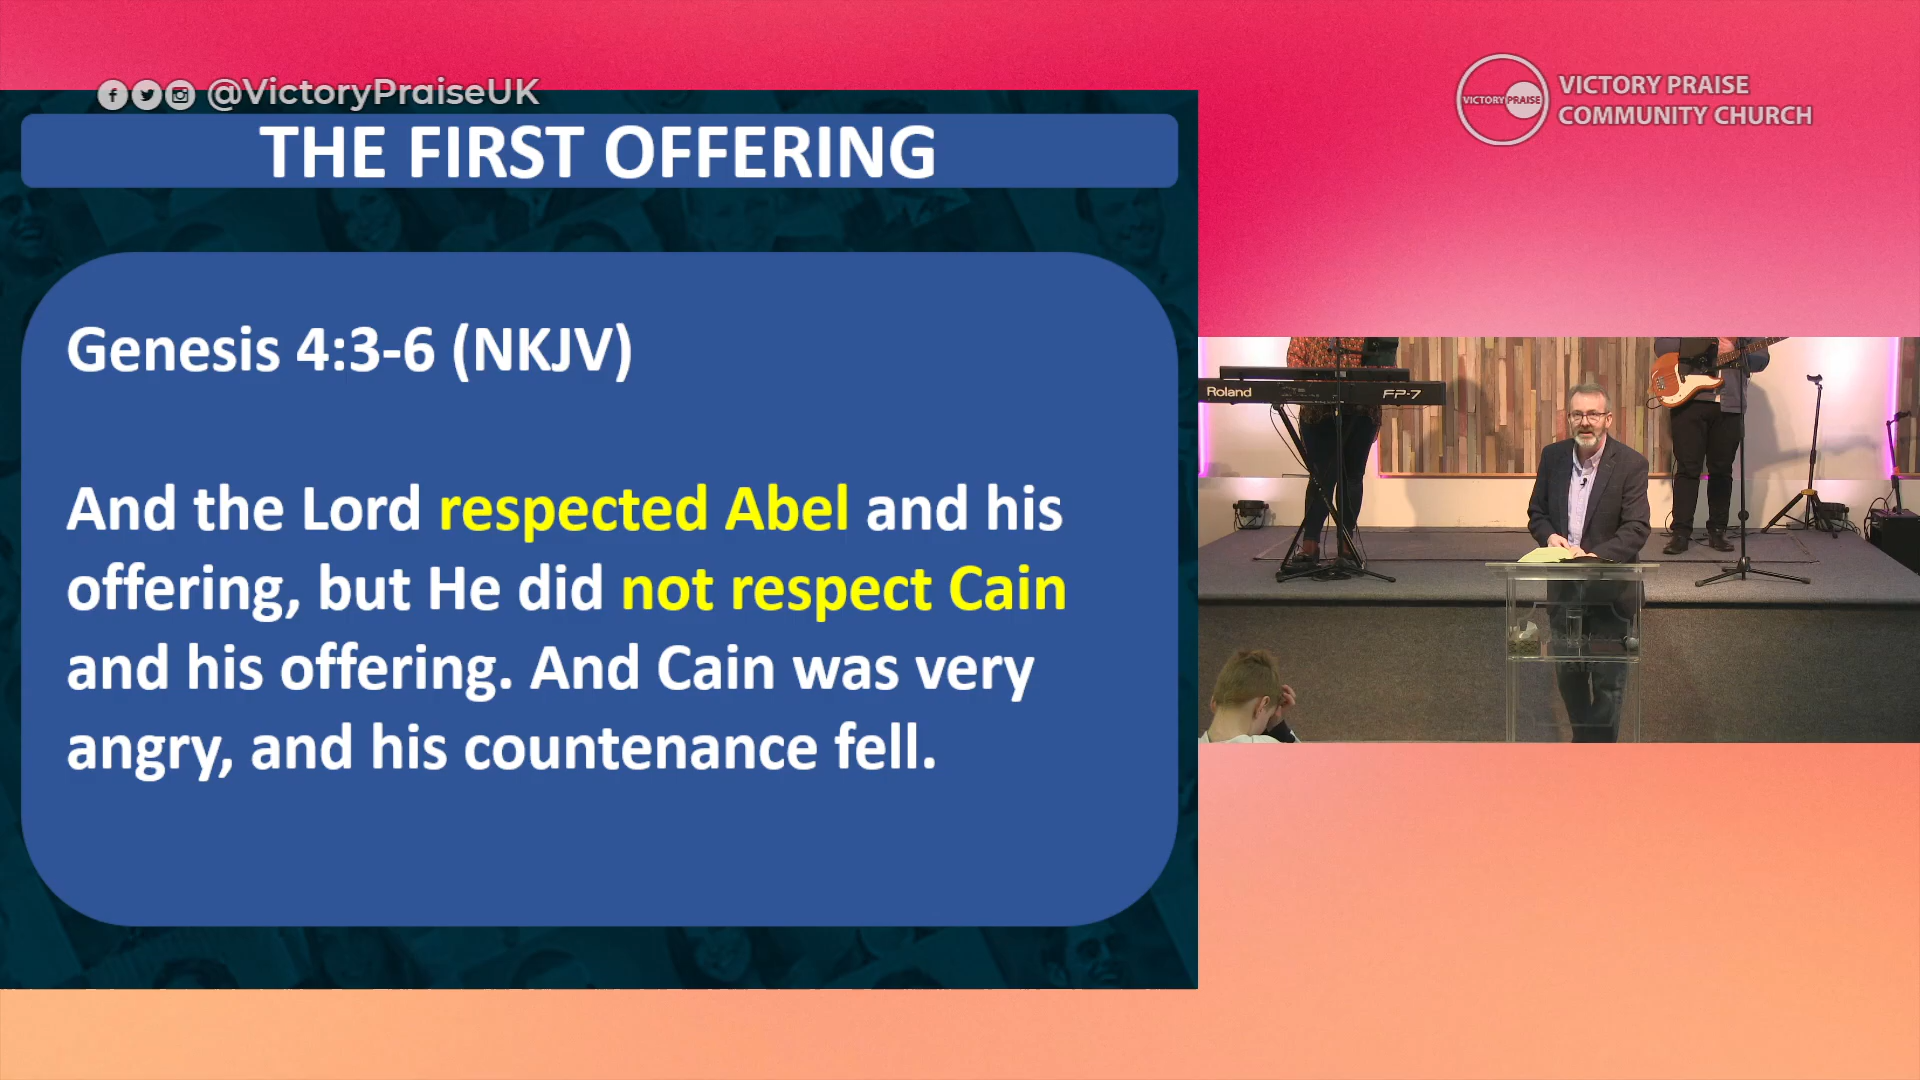 @VictoryPraiseUK
VICTORY PRAISE
VICTORY PRAISE
COMMUNITY CHURCH
THE FIRST OFFERING
Genesis 4:3-6 (NKJV)
And the Lord respected Abel and his
offering, but He did not respect Cain
and his offering. And Cain was very
angry, and his countenance fell.
Roland
FP-7